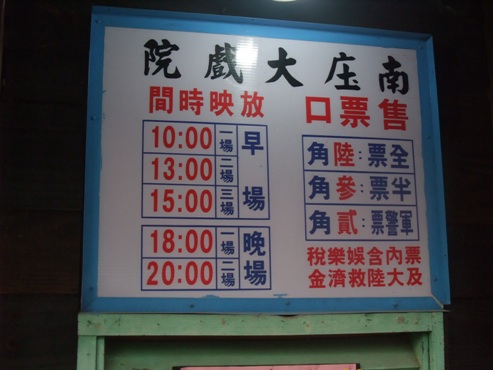 南庄大戲院
售票口
全票:陸角
半票:參角
軍警票:貳角
票內含娛樂稅
及大陸救濟金
放映時間
早場
一場 10:00
二場 13:00
三場 15:00
晚場
一場 18:00
二場 20:00